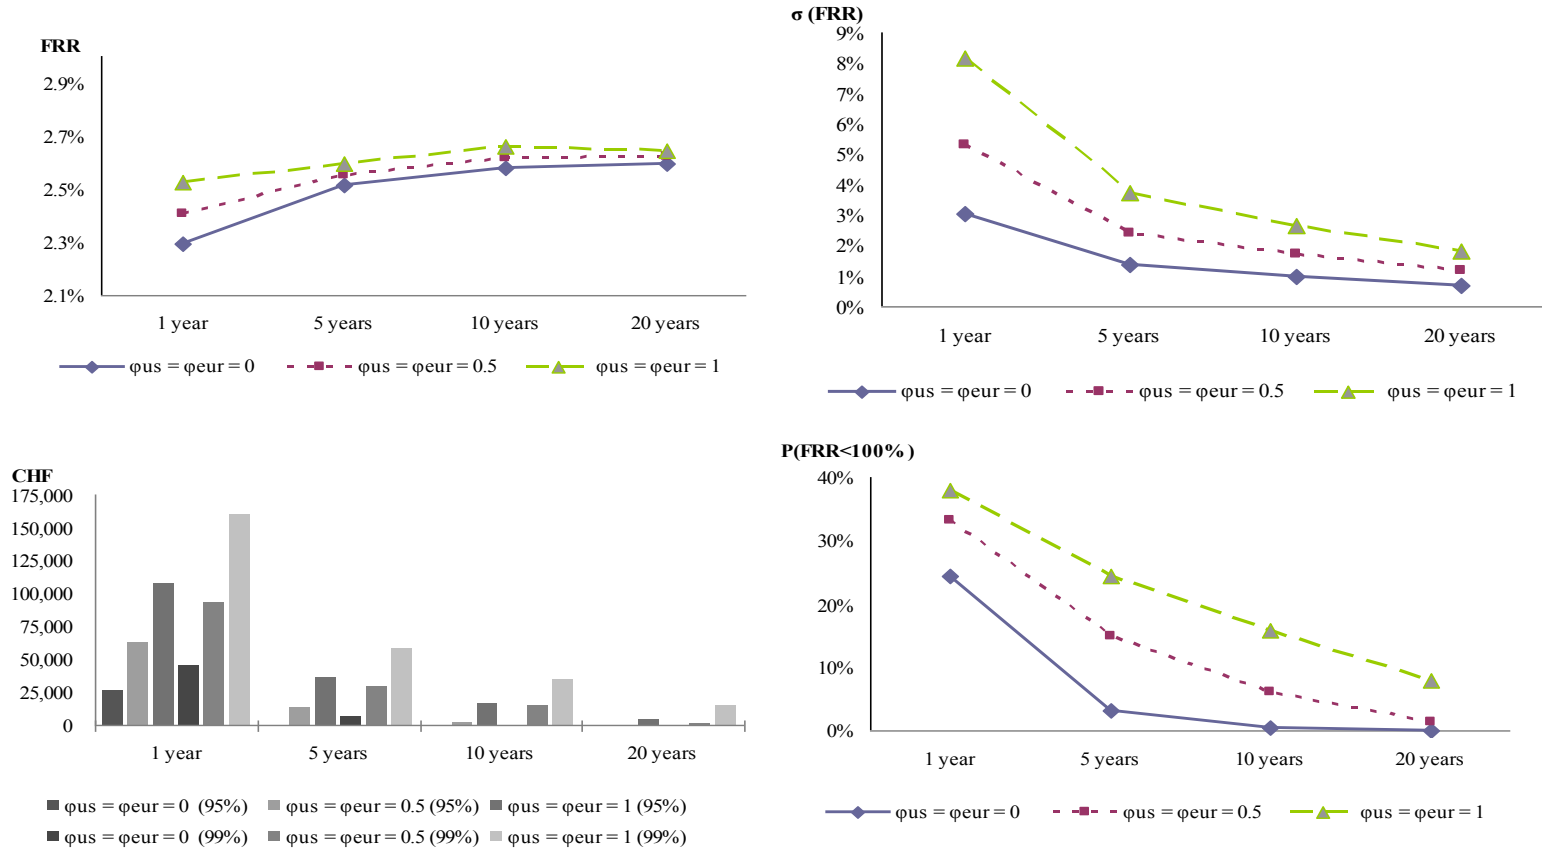 FRR
2.9%
2.7%
2.5%
2.3%
2.1%
1 year 5 years 10 years 20 years
φus = φeur = 0 φus = φeur = 0.5 φus = φeur = 1
σ (FRR)
9%
8%
7%
6%
5%
4%
3%
2%
1%
0%
1 year 5 years 10 years 20 years
φus = φeur = 0 φus = φeur = 0.5 φus = φeur = 1
CHF
175,000
150,000
125,000
100,000
75,000
50,000
25,000
0
1 year 5 years 10 years 20 years
φus = φeur = 0 (95%) φus = φeur = 0.5 (95%) φus = φeur = 1 (95%)
φus = φeur = 0 (99%) φus = φeur = 0.5 (99%) φus = φeur = 1 (99%)
P(FRR<100%)
40%
30%
20%
10%
0%
1 year 5 years 10 years 20 years
φus = φeur = 0 φus = φeur = 0.5 φus = φeur = 1